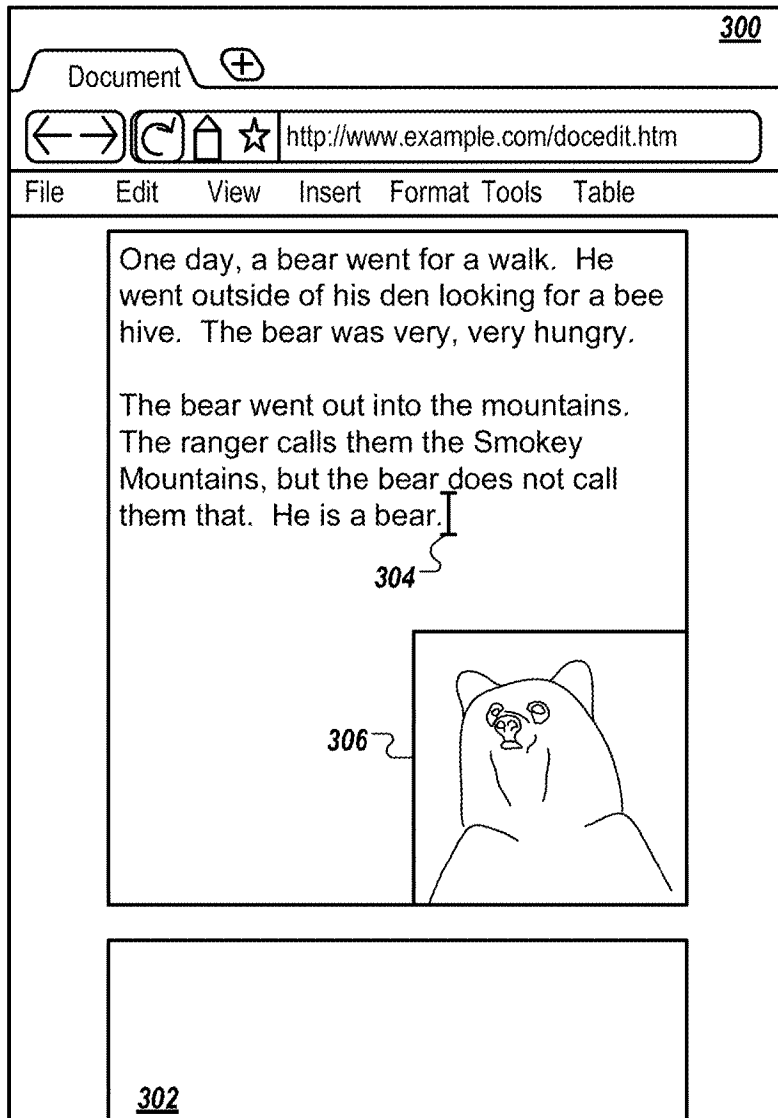 300
Document
http://www.example.com/docedit.htm
File Edit View Insert Format Tools Table
One day, a bear went for a walk.  He
went outside of his den looking for a bee
hive.  The bear was very, very hungry.
The bear went out into the mountains.
The ranger calls them the Smokey
Mountains, but the bear does not call
them that.  He is a bear.
304
306
302